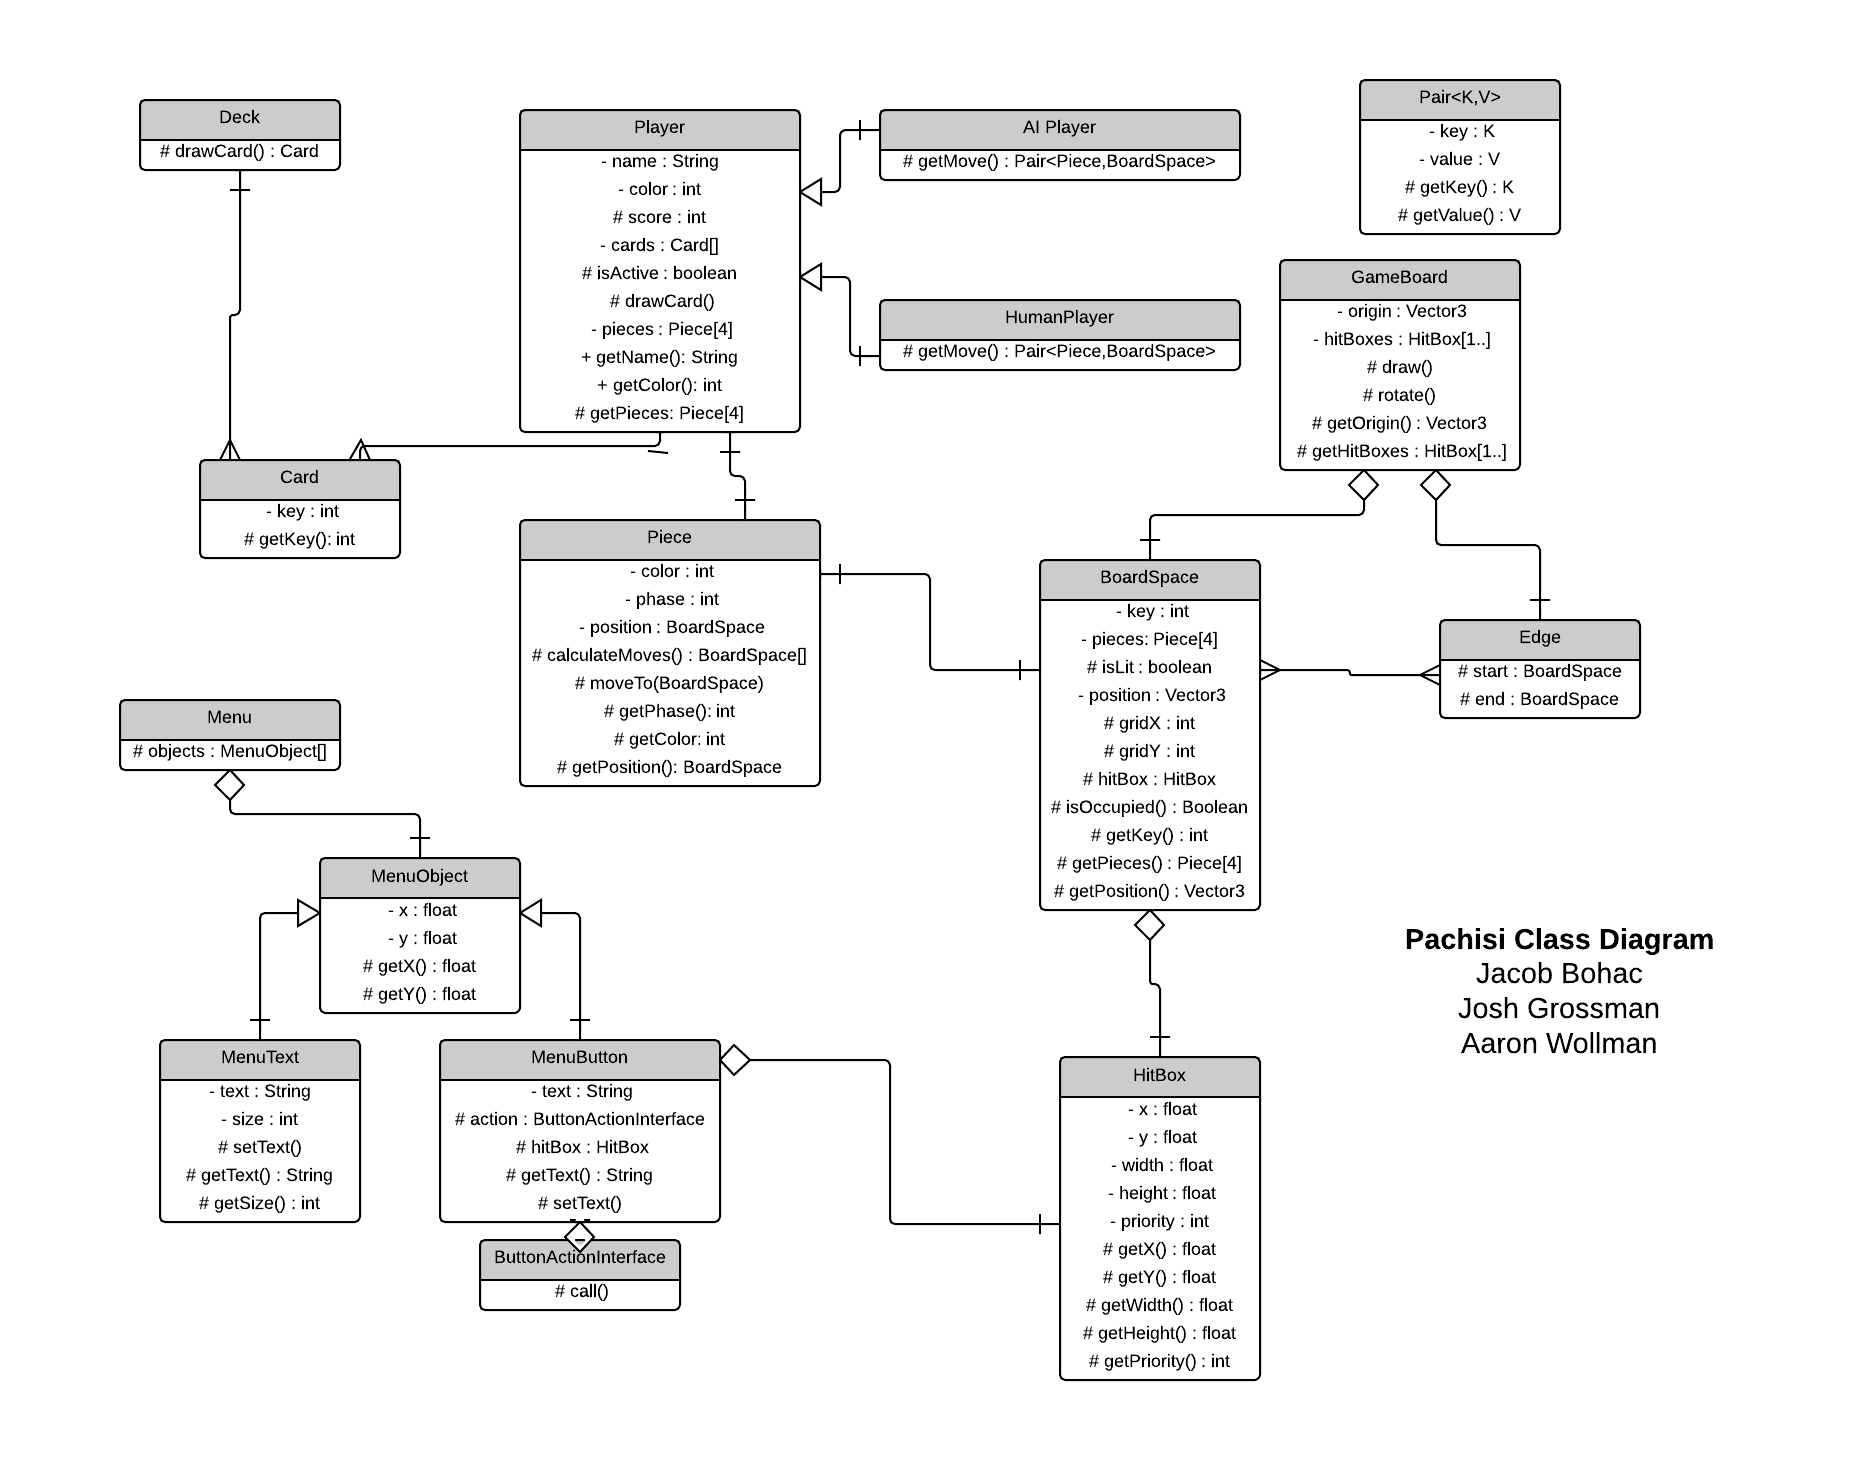 Deck
# drawCard() : Card
Player
- name : String
- color : int
# score : int
- cards : Card[]
# isActive : boolean
# drawCard()
- pieces : Piece[4]
+ getName(): String
+ getColor(): int
# getPieces: Piece[4]
AI Player
# getMove() : Pair<Piece,BoardSpace>
HumanPlayer
# getMove() : Pair<Piece,BoardSpace>
Pair<K,V>
- key : K
- value : V
# getKey() : K
# getValue() : V
GameBoard
- origin : Vector3
- hitBoxes : HitBox[1..]
# draw()
# rotate()
# getOrigin() : Vector3
# getHitBoxes : HitBox[1..]
Card
- key : int
# getKey(): int
Piece
- color : int
- phase : int
- position : BoardSpace
# calculateMoves() : BoardSpace[]
# moveTo(BoardSpace)
# getPhase(): int
# getColor: int
# getPosition(): BoardSpace
BoardSpace
- key : int
- pieces: Piece[4]
# isLit : boolean
- position : Vector3
# gridX : int
# gridY : int
# hitBox : HitBox
# isOccupied() : Boolean
# getKey() : int
# getPieces() : Piece[4]
# getPosition() : Vector3
Edge
# start : BoardSpace
# end : BoardSpace
Menu
# objects : MenuObject[]
MenuObject
- x : float
- y : float
# getX() : float
# getY() : float
MenuText
- text : String
- size : int
# setText()
# getText() : String
# getSize() : int
MenuButton
- text : String
# action : ButtonActionInterface
# hitBox : HitBox
# getText() : String
# setText()
ButtonActionInterface
# call()
HitBox
- x : float
- y : float
- width : float
- height : float
- priority : int
# getX() : float
# getY() : float
# getWidth() : float
# getHeight() : float
# getPriority() : int
Pachisi Class Diagram
Jacob Bohac
Josh Grossman
Aaron Wollman